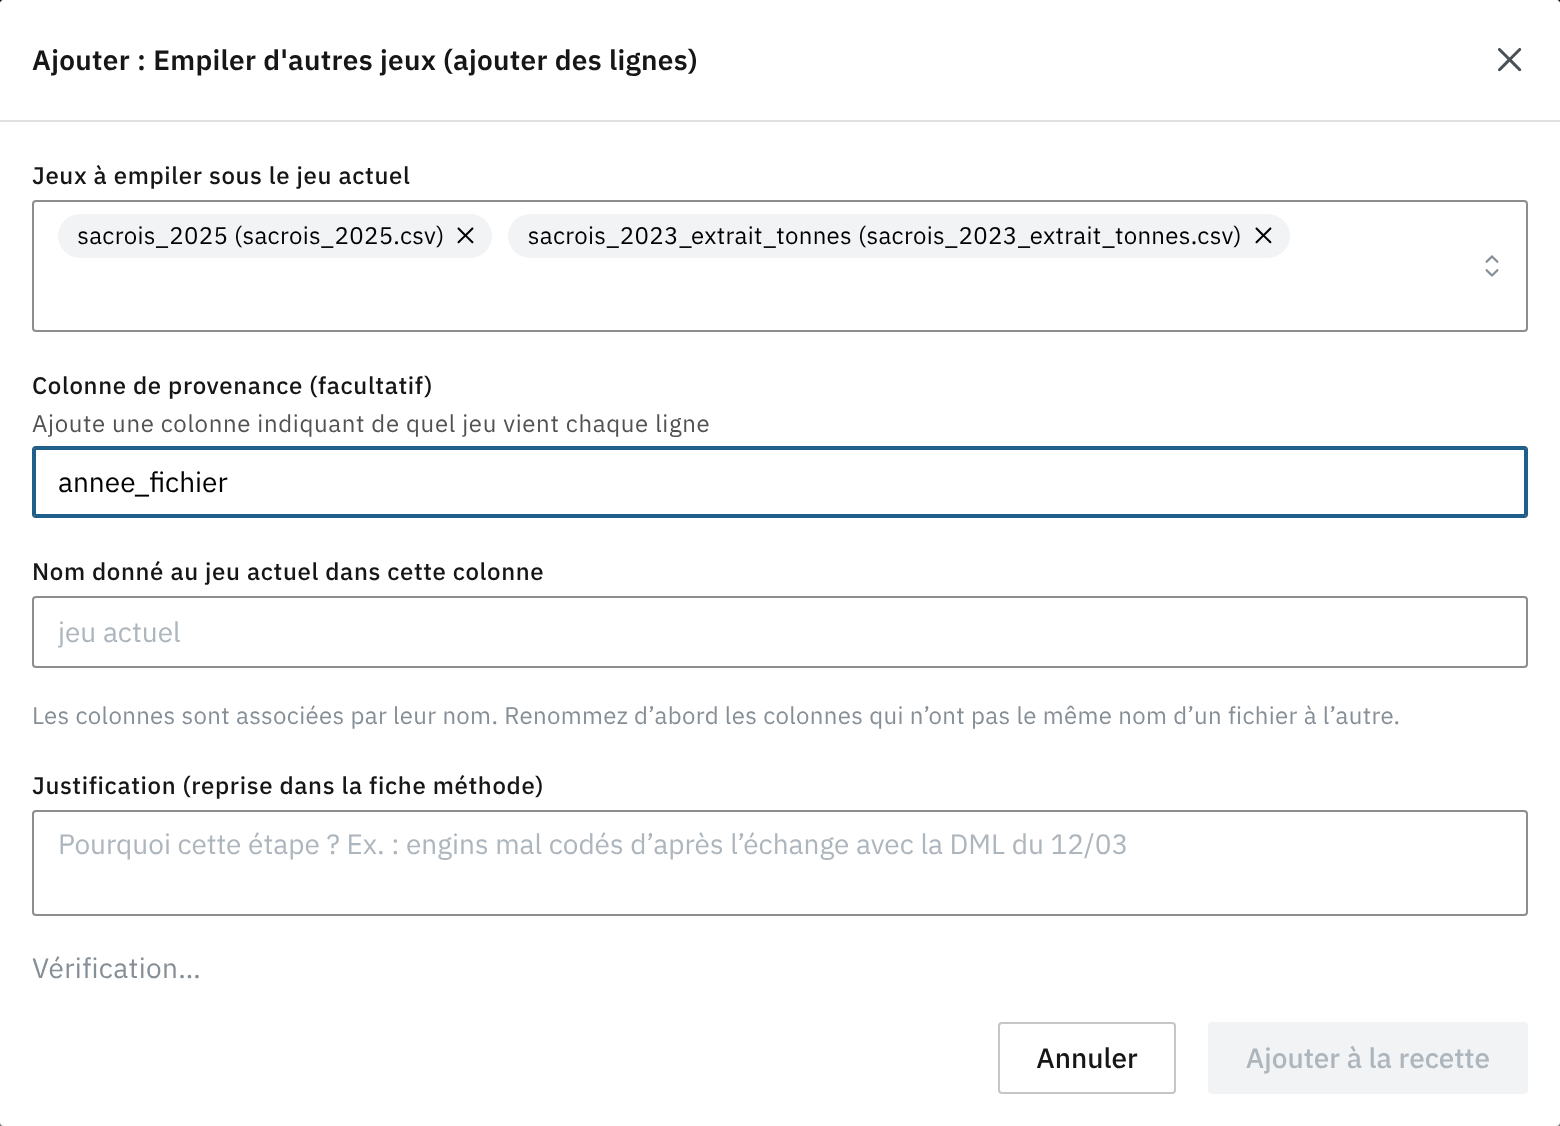 Ajouter : Empiler d'autres jeux (ajouter des lignes)
Jeux à empiler sous le jeu actuel
sacrois_2025 (sacrois_2025.csv) sacrois_2023_extrait_tonnes (sacrois_2023_extrait_tonnes.csv)
Colonne de provenance (facultatif)
Ajoute une colonne indiquant de quel jeu vient chaque ligne
annee_fichier
Nom donné au jeu actuel dans cette colonne
jeu actuel
Les colonnes sont associées par leur nom. Renommez d’abord les colonnes qui n’ont pas le même nom d’un fichier à l’autre.
Justification (reprise dans la fiche méthode)
Pourquoi cette étape ? Ex. : engins mal codés d’après l’échange avec la DML du 12/03
Vérification…
Annuler Ajouter à la recette